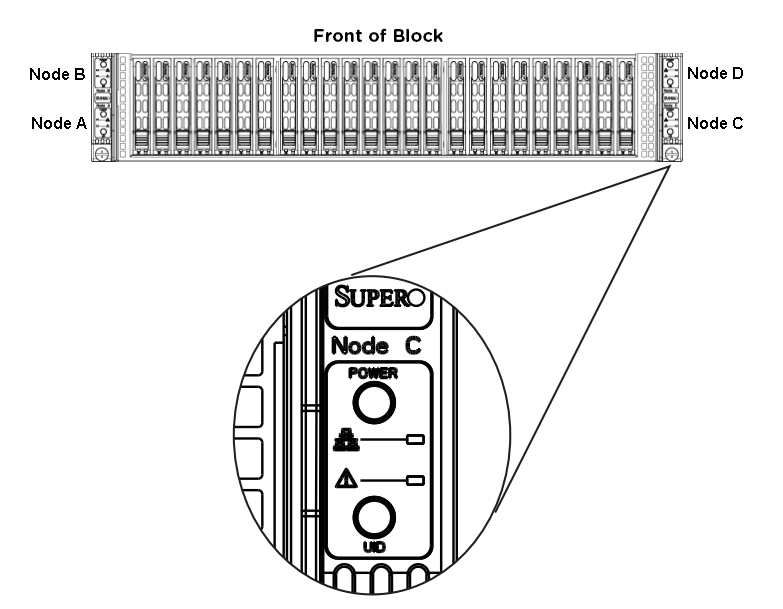 Front of Block
Node B
Node D
Node A
Node C
SUPERO
Node C
POWER
UID